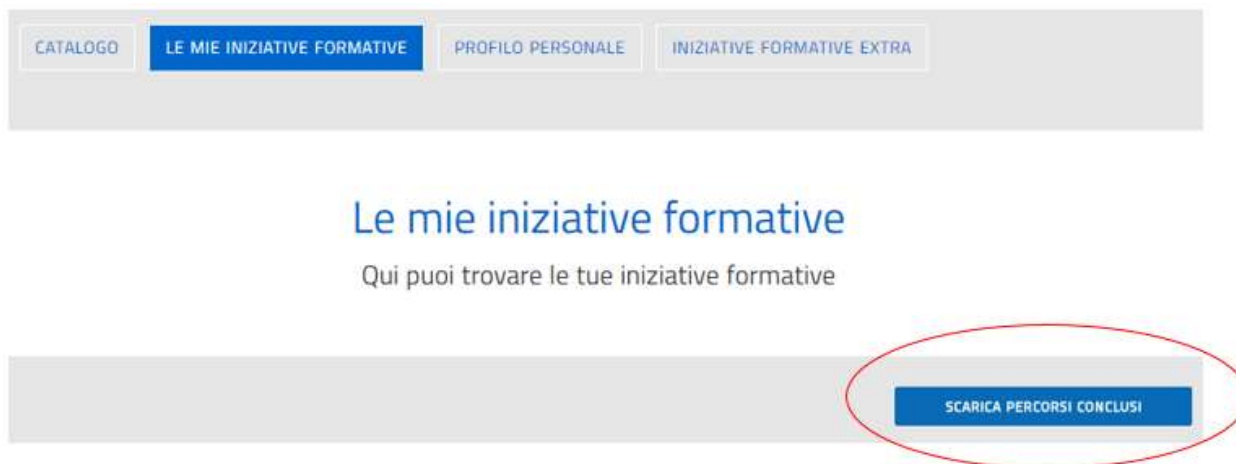 CATALOGO LE MIE INIZIATIVE FORMATIVE PROFILO PERSONALE INIZIATIVE FORMATIVE EXTRA
Le mie iniziative formative
Qui puoi trovare le tue iniziative formative
SCARICA PERCORSI CONCLUSI